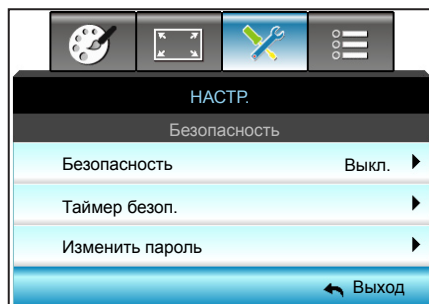 НАСТР.
Безопасность
Безопасность Выкл.
Таймер безоп.
Изменить пароль
Выход